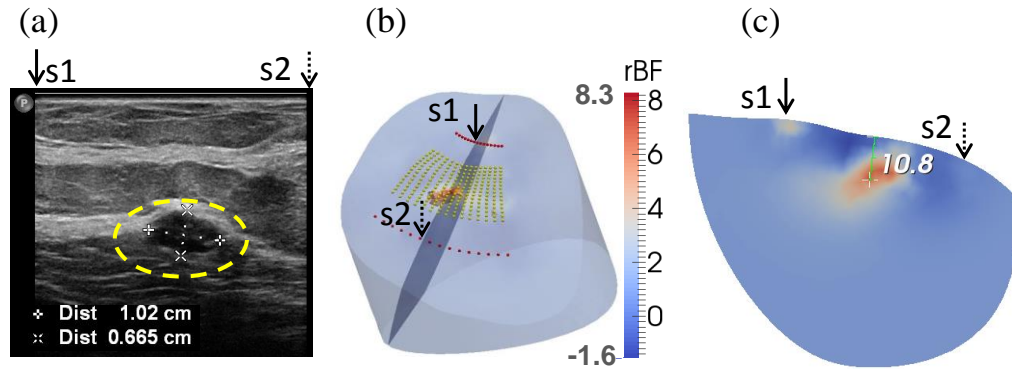 (a)
s1
s2
P
Dist 1.02 cm
Dist 0.665 cm
(b)
s1
s2
rBF
8.3
8
6
4
2
0
-1.6
(c)
s1
s2
10.8